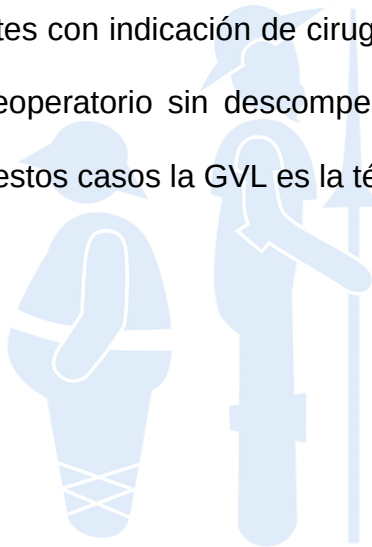 tes con indicación de cirug
eoperatorio sin descompe
estos casos la GVL es la té